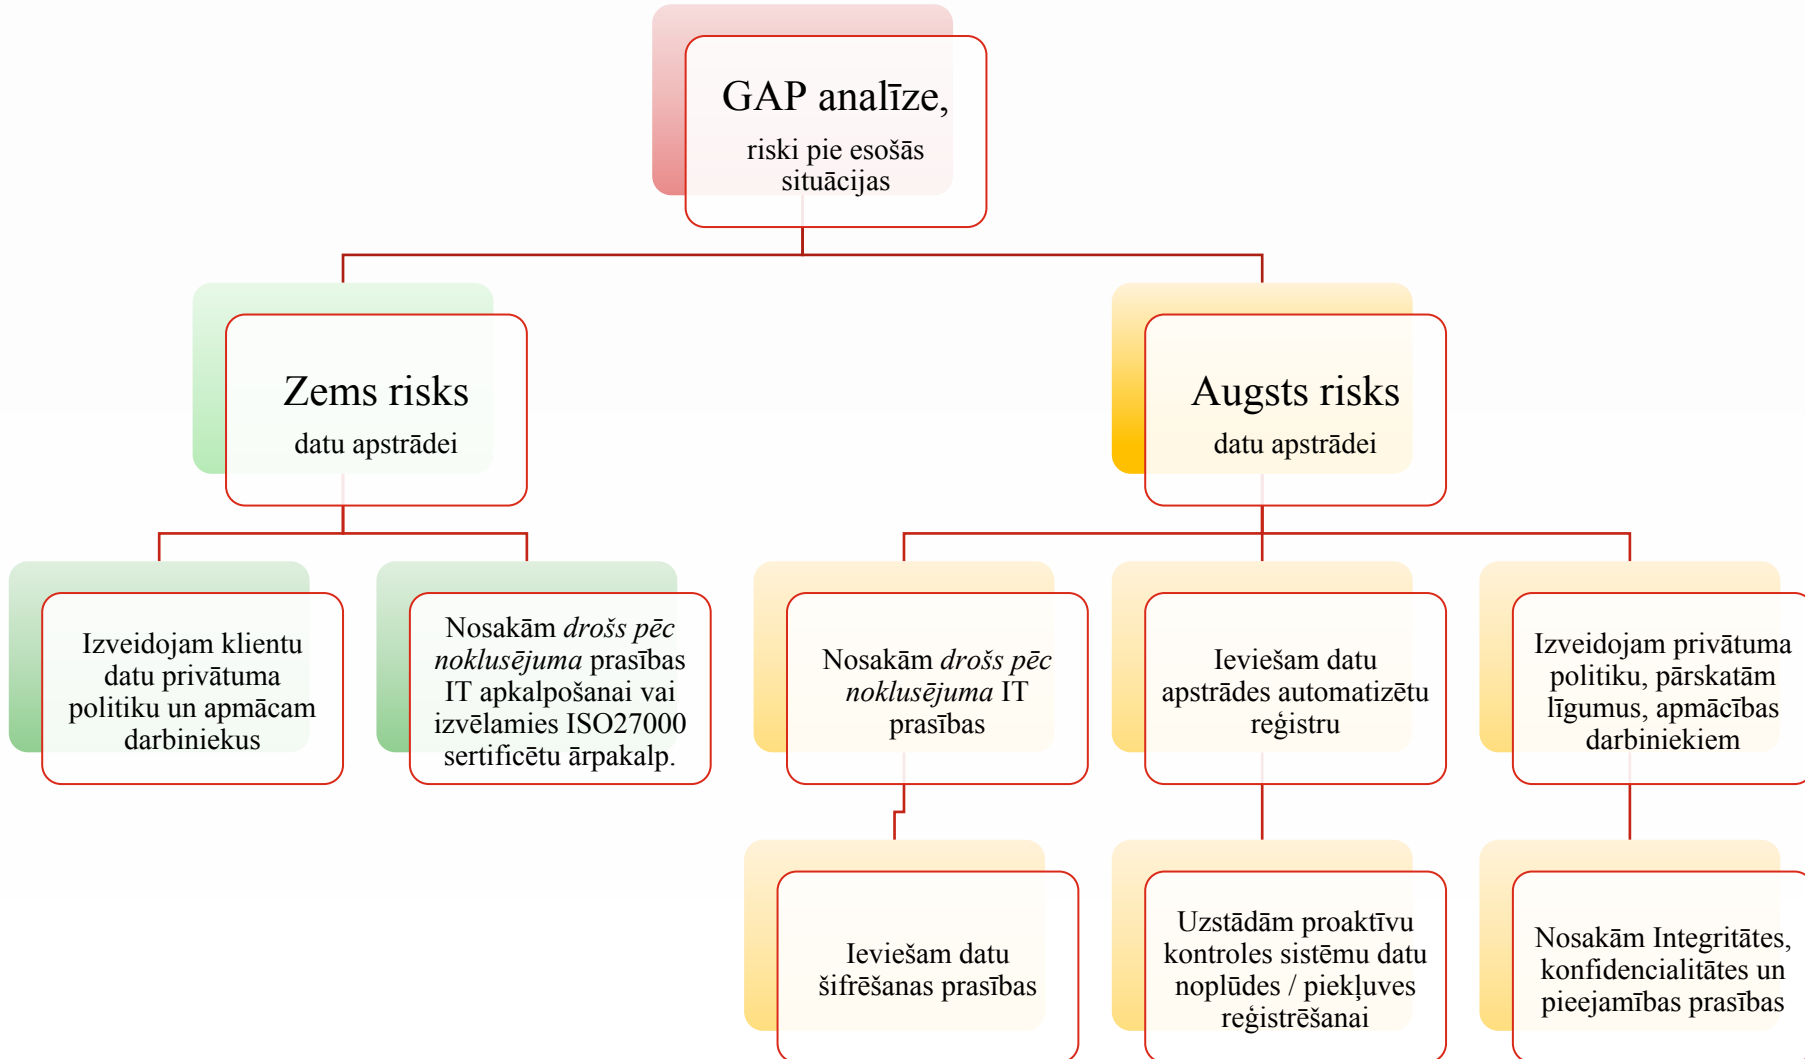 GAP analīze,
riski pie esošās
situācijas
Zems risks
datu apstrādei
Augsts risks
datu apstrādei
Izveidojam klientu
datu privātuma
politiku un apmācam
darbiniekus
Nosakām drošs pēc
noklusējuma prasības
IT apkalpošanai vai
izvēlamies ISO27000
sertificētu ārpakalp.
Nosakām drošs pēc
noklusējuma IT
prasības
Ieviešam datu
apstrādes automatizētu
reģistru
Izveidojam privātuma
politiku, pārskatām
līgumus, apmācības
darbiniekiem
Ieviešam datu
šifrēšanas prasības
Uzstādām proaktīvu
kontroles sistēmu datu
noplūdes / piekļuves
reģistrēšanai
Nosakām Integritātes,
konfidencialitātes un
pieejamības prasības